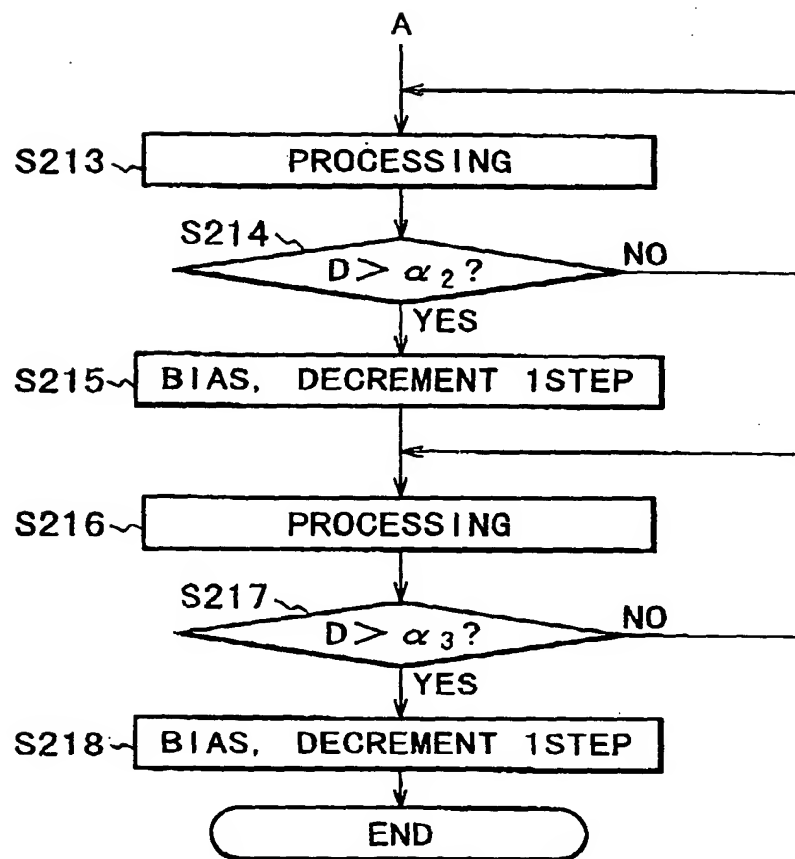 A
S213 PROCESSING
S214
D > α₂?
NO
YES
S215 BIAS, DECREMENT 1STEP
S216 PROCESSING
S217
D > α₃?
NO
YES
S218 BIAS, DECREMENT 1STEP
END